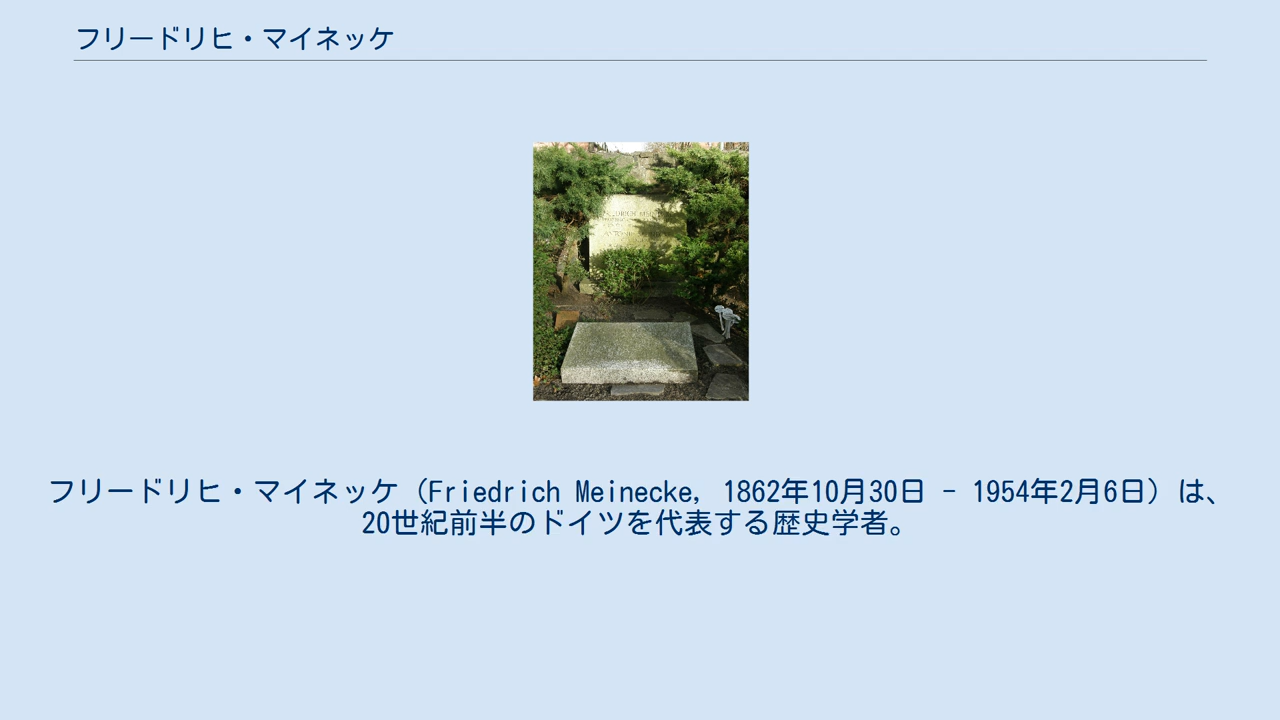 フリードリヒ・マイネッケ
フリードリヒ・マイネッケ（Friedrich Meinecke, 1862年10月30日 - 1954年2月6日）は、
20世紀前半のドイツを代表する歴史学者。